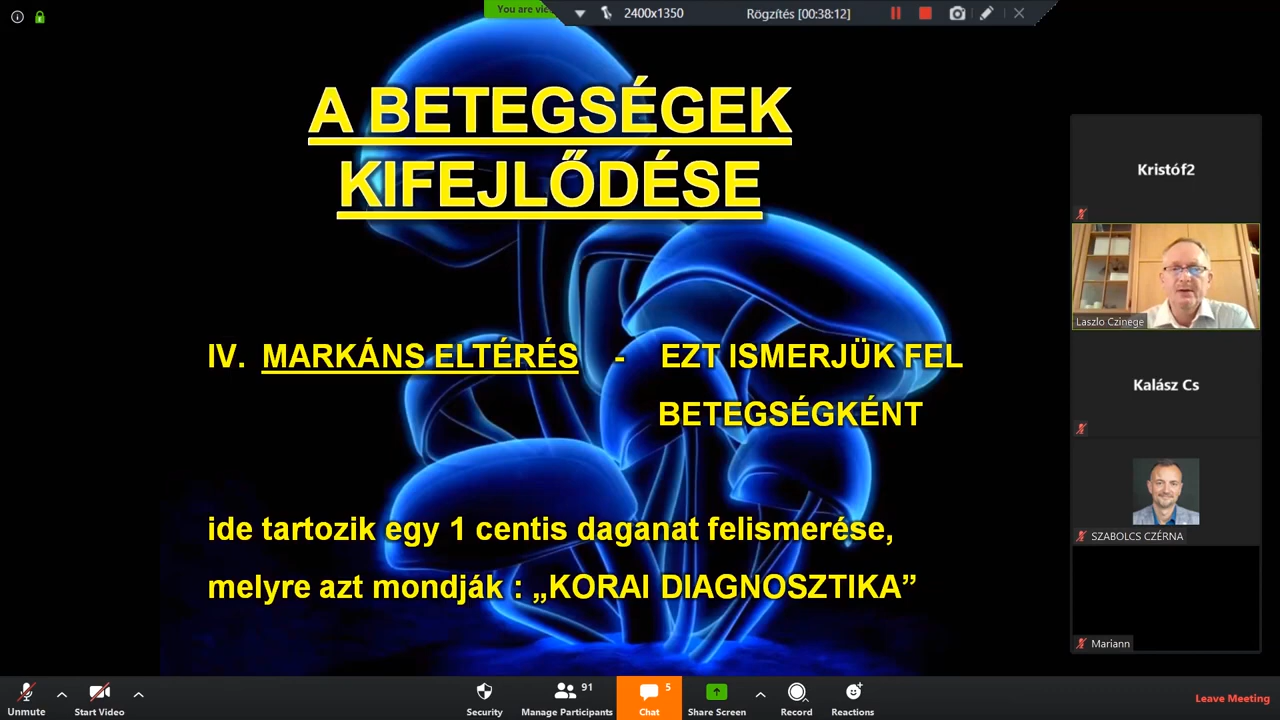 You are vie
2400x1350
Rögzítés [00:38:12]
A BETEGSÉGEK
KIFEJLŐDÉSE
IV. MARKÁNS ELTÉRÉS - EZT ISMERJÜK FEL
BETEGSÉGKÉNT
ide tartozik egy 1 centis daganat felismerése,
melyre azt mondják : „KORAI DIAGNOSZTIKA”
Kristóf2
Laszlo Czinege
Kalász Cs
SZABOLCS CZÉRNA
Mariann
Unmute
Start Video
Security
91
Manage Participants
5
Chat
Share Screen
Record
Reactions
Leave Meeting